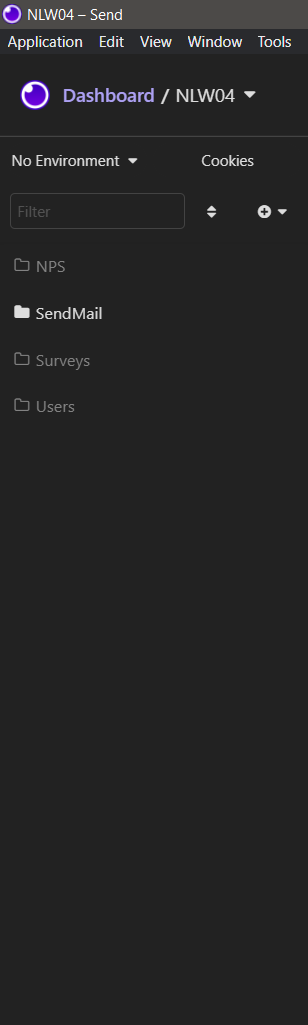 NLW04 – Send
Application Edit View Window Tools
Dashboard / NLW04
No Environment Cookies
Filter
NPS
SendMail
Surveys
Users